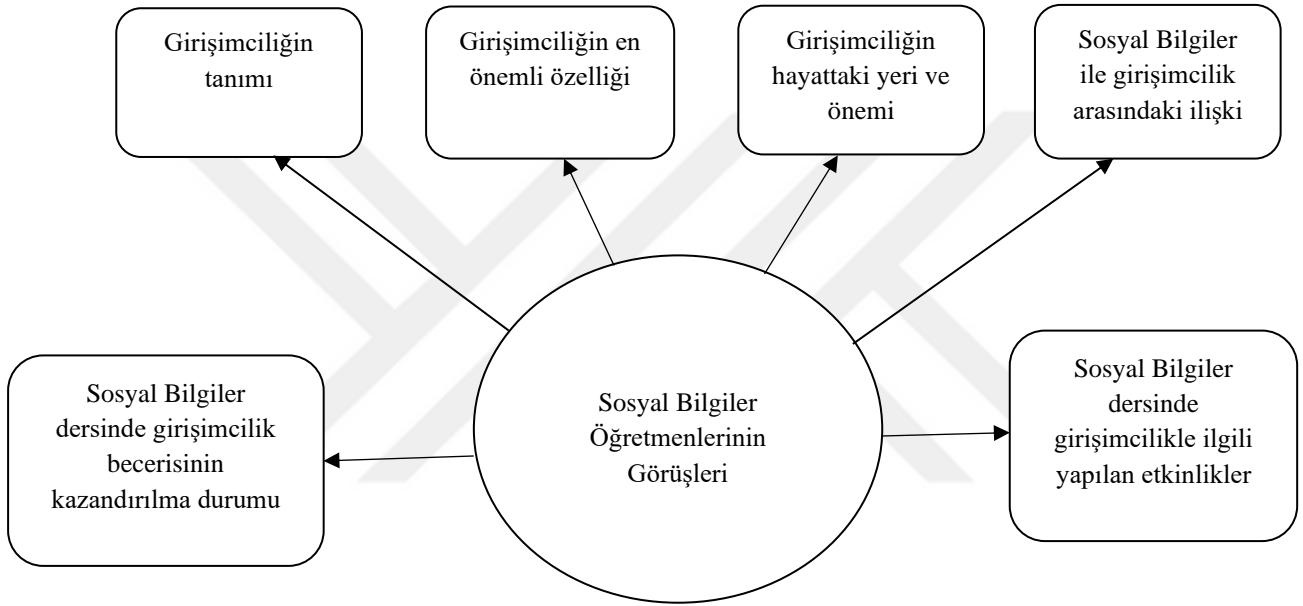 Girişimciliğin
tanımı
Girişimciliğin en
önemli özelliği
Girişimciliğin
hayattaki yeri ve
önemi
Sosyal Bilgiler
ile girişimcilik
arasındaki ilişki
Sosyal Bilgiler
dersinde girişimcilik
becerisinin
kazandırılma durumu
Sosyal Bilgiler
Öğretmenlerinin
Görüşleri
Sosyal Bilgiler
dersinde
girişimcilikle ilgili
yapılan etkinlikler